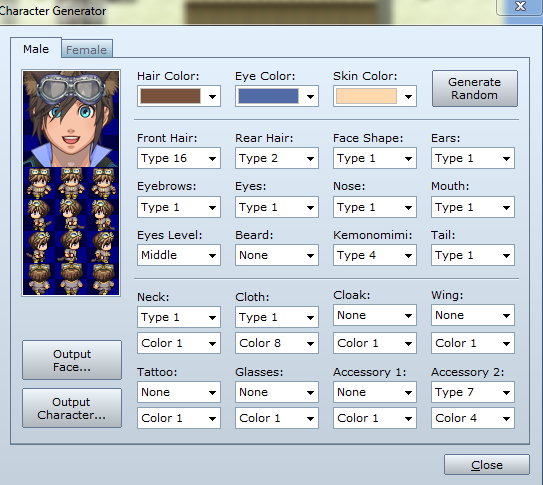 Character Generator
Male
Female
Hair Color:
Eye Color:
Skin Color:
Generate
Random
Front Hair:
Rear Hair:
Face Shape:
Ears:
Type 16
Type 2
Type 1
Type 1
Eyebrows:
Eyes:
Nose:
Mouth:
Type 1
Type 1
Type 1
Type 1
Eyes Level:
Beard:
Kemonomimi:
Tail:
Middle
None
Type 4
Type 1
Neck:
Cloth:
Cloak:
Wing:
Type 1
Type 1
None
None
Color 1
Color 8
Color 1
Color 1
Output
Face...
Tattoo:
Glasses:
Accessory 1:
Accessory 2:
None
None
None
Type 7
Output
Character...
Color 1
Color 1
Color 1
Color 4
Close